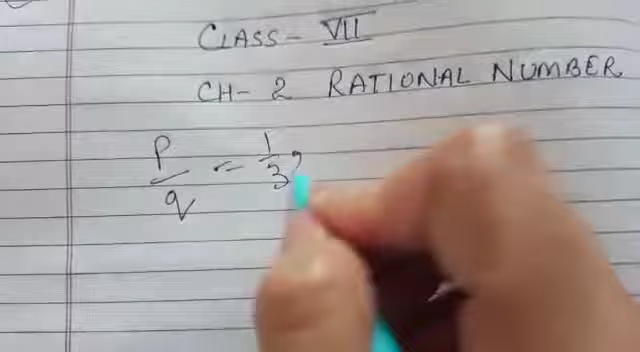 CLASS - VII
CH- 2 RATIONAL NUMBER
p/q = 1/3,